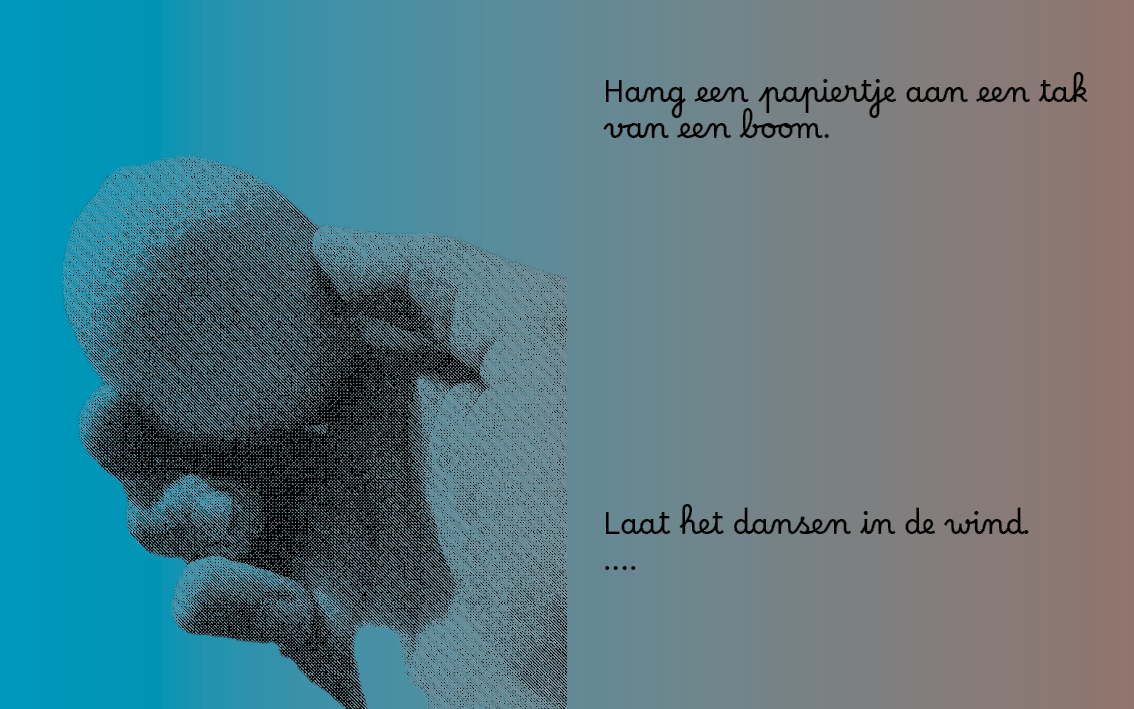 Hang een papiertje aan een tak
van een boom.
Laat het dansen in de wind.
....